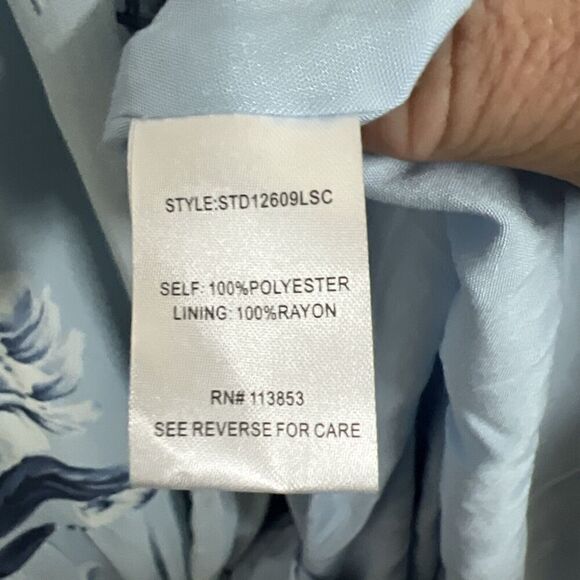 STYLE:STD12609LSC
SELF: 100%POLYESTER
LINING: 100%RAYON
RN# 113853
SEE REVERSE FOR CARE